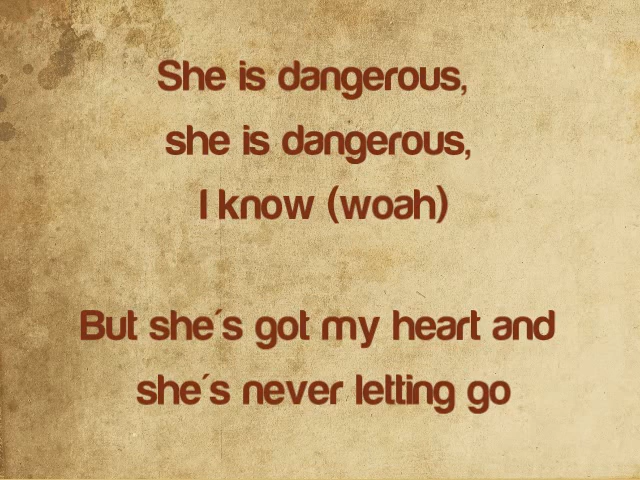 She is dangerous,
she is dangerous,
I know (woah)
But she´s got my heart and
she´s never letting go